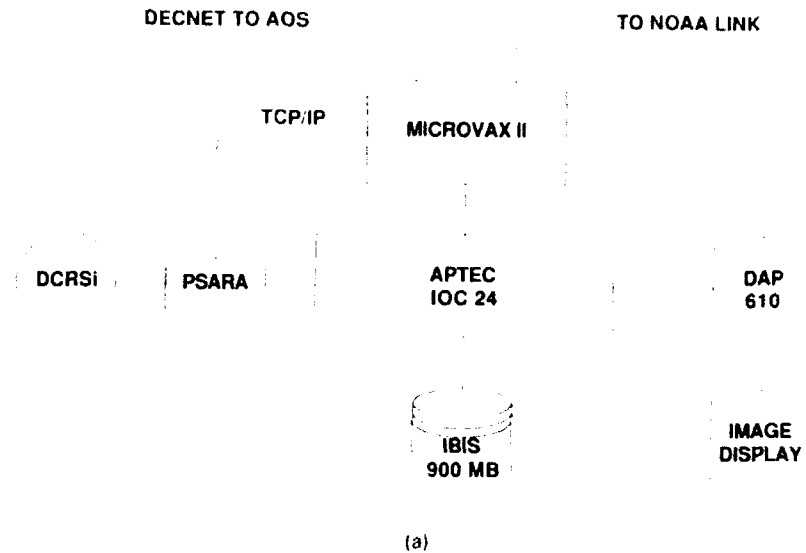 DECNET TO AOS
TO NOAA LINK
TCP/IP
MICROVAX II
DCRSi
PSARA
APTEC
IOC 24
DAP
610
IBIS
900 MB
IMAGE
DISPLAY
(a)